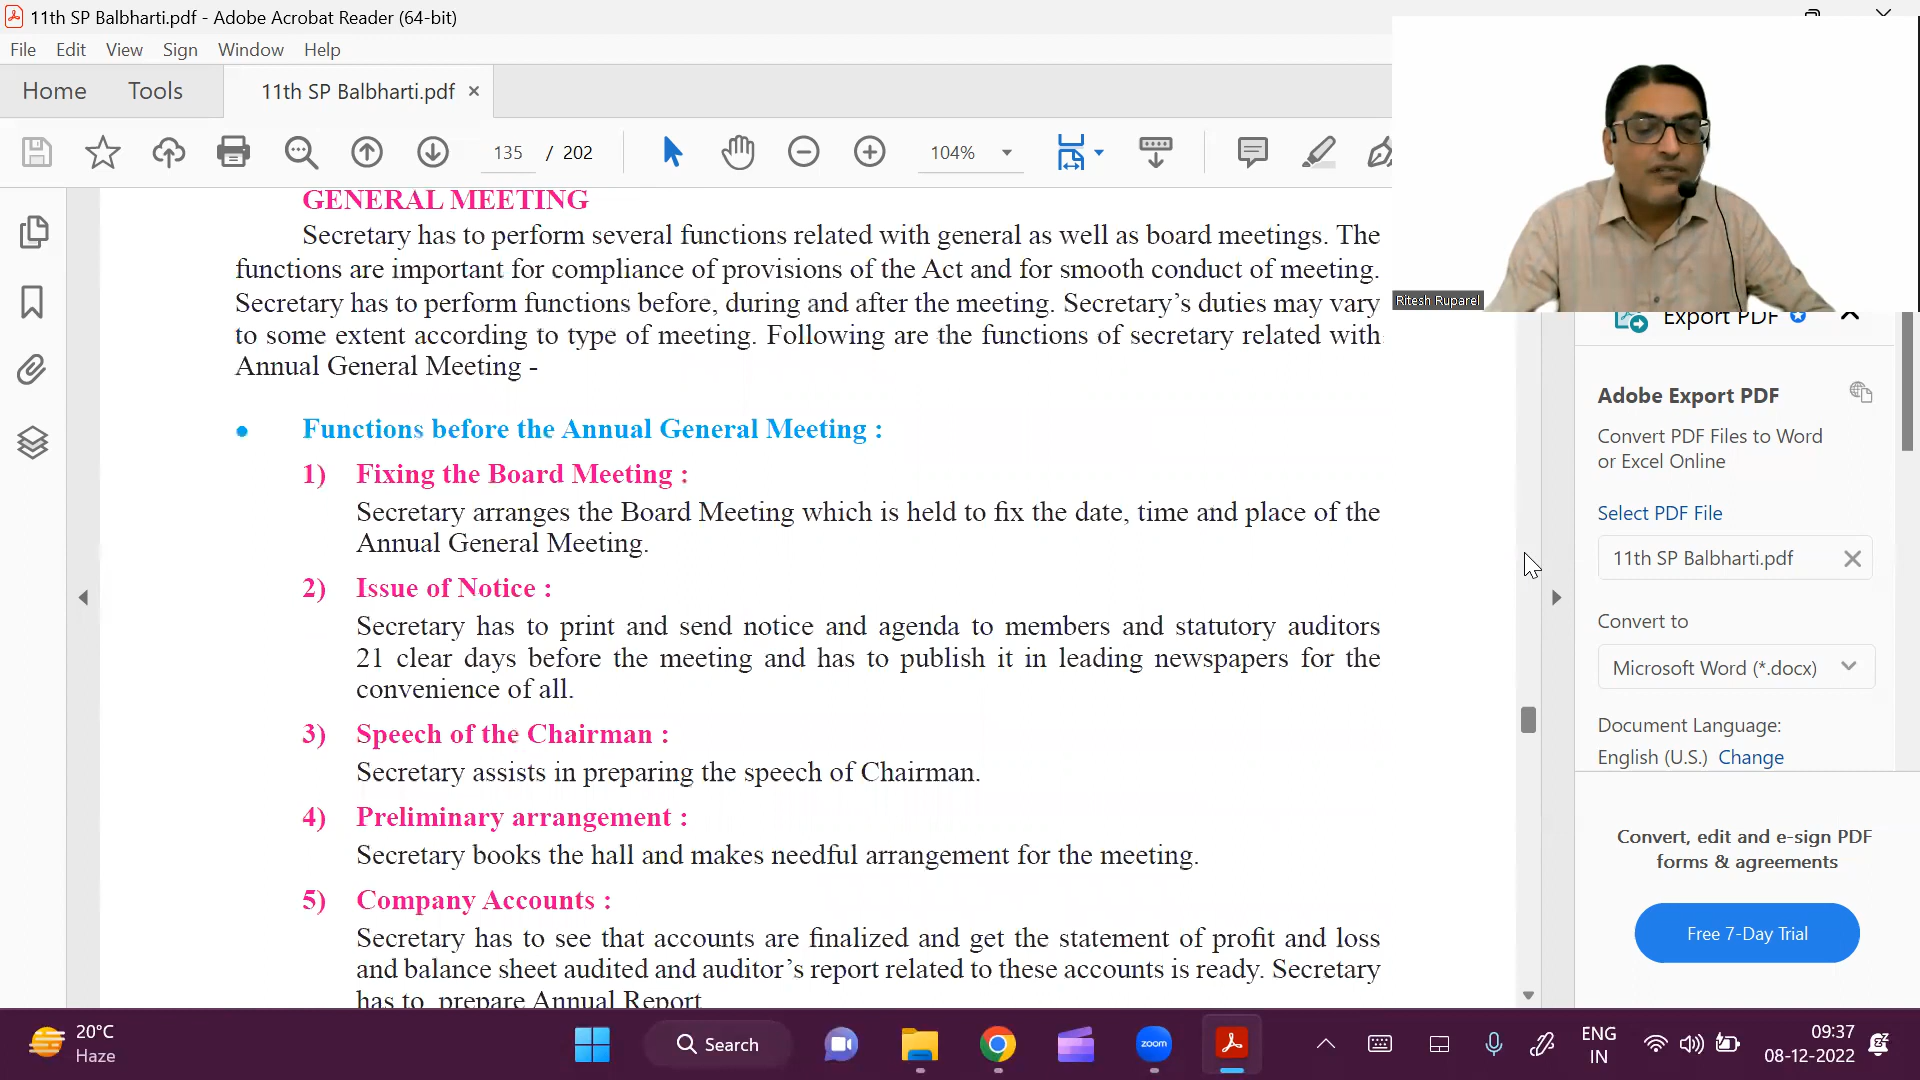 11th SP Balbharti.pdf - Adobe Acrobat Reader (64-bit)
File Edit View Sign Window Help
Home Tools 11th SP Balbharti.pdf ×
135 / 202 104%
GENERAL MEETING
Secretary has to perform several functions related with general as well as board meetings. The
functions are important for compliance of provisions of the Act and for smooth conduct of meeting.
Secretary has to perform functions before, during and after the meeting. Secretary’s duties may vary
to some extent according to type of meeting. Following are the functions of secretary related with
Annual General Meeting -
• Functions before the Annual General Meeting :
1) Fixing the Board Meeting :
Secretary arranges the Board Meeting which is held to fix the date, time and place of the
Annual General Meeting.
2) Issue of Notice :
Secretary has to print and send notice and agenda to members and statutory auditors
21 clear days before the meeting and has to publish it in leading newspapers for the
convenience of all.
3) Speech of the Chairman :
Secretary assists in preparing the speech of Chairman.
4) Preliminary arrangement :
Secretary books the hall and makes needful arrangement for the meeting.
5) Company Accounts :
Secretary has to see that accounts are finalized and get the statement of profit and loss
and balance sheet audited and auditor’s report related to these accounts is ready. Secretary
has to prepare Annual Report
Ritesh Ruparel
Export PDF
Adobe Export PDF
Convert PDF Files to Word
or Excel Online
Select PDF File
11th SP Balbharti.pdf
Convert to
Microsoft Word (*.docx)
Document Language:
English (U.S.) Change
Convert, edit and e-sign PDF
forms & agreements
Free 7-Day Trial
20°C
Haze
Search
zoom
ENG
IN
09:37
08-12-2022